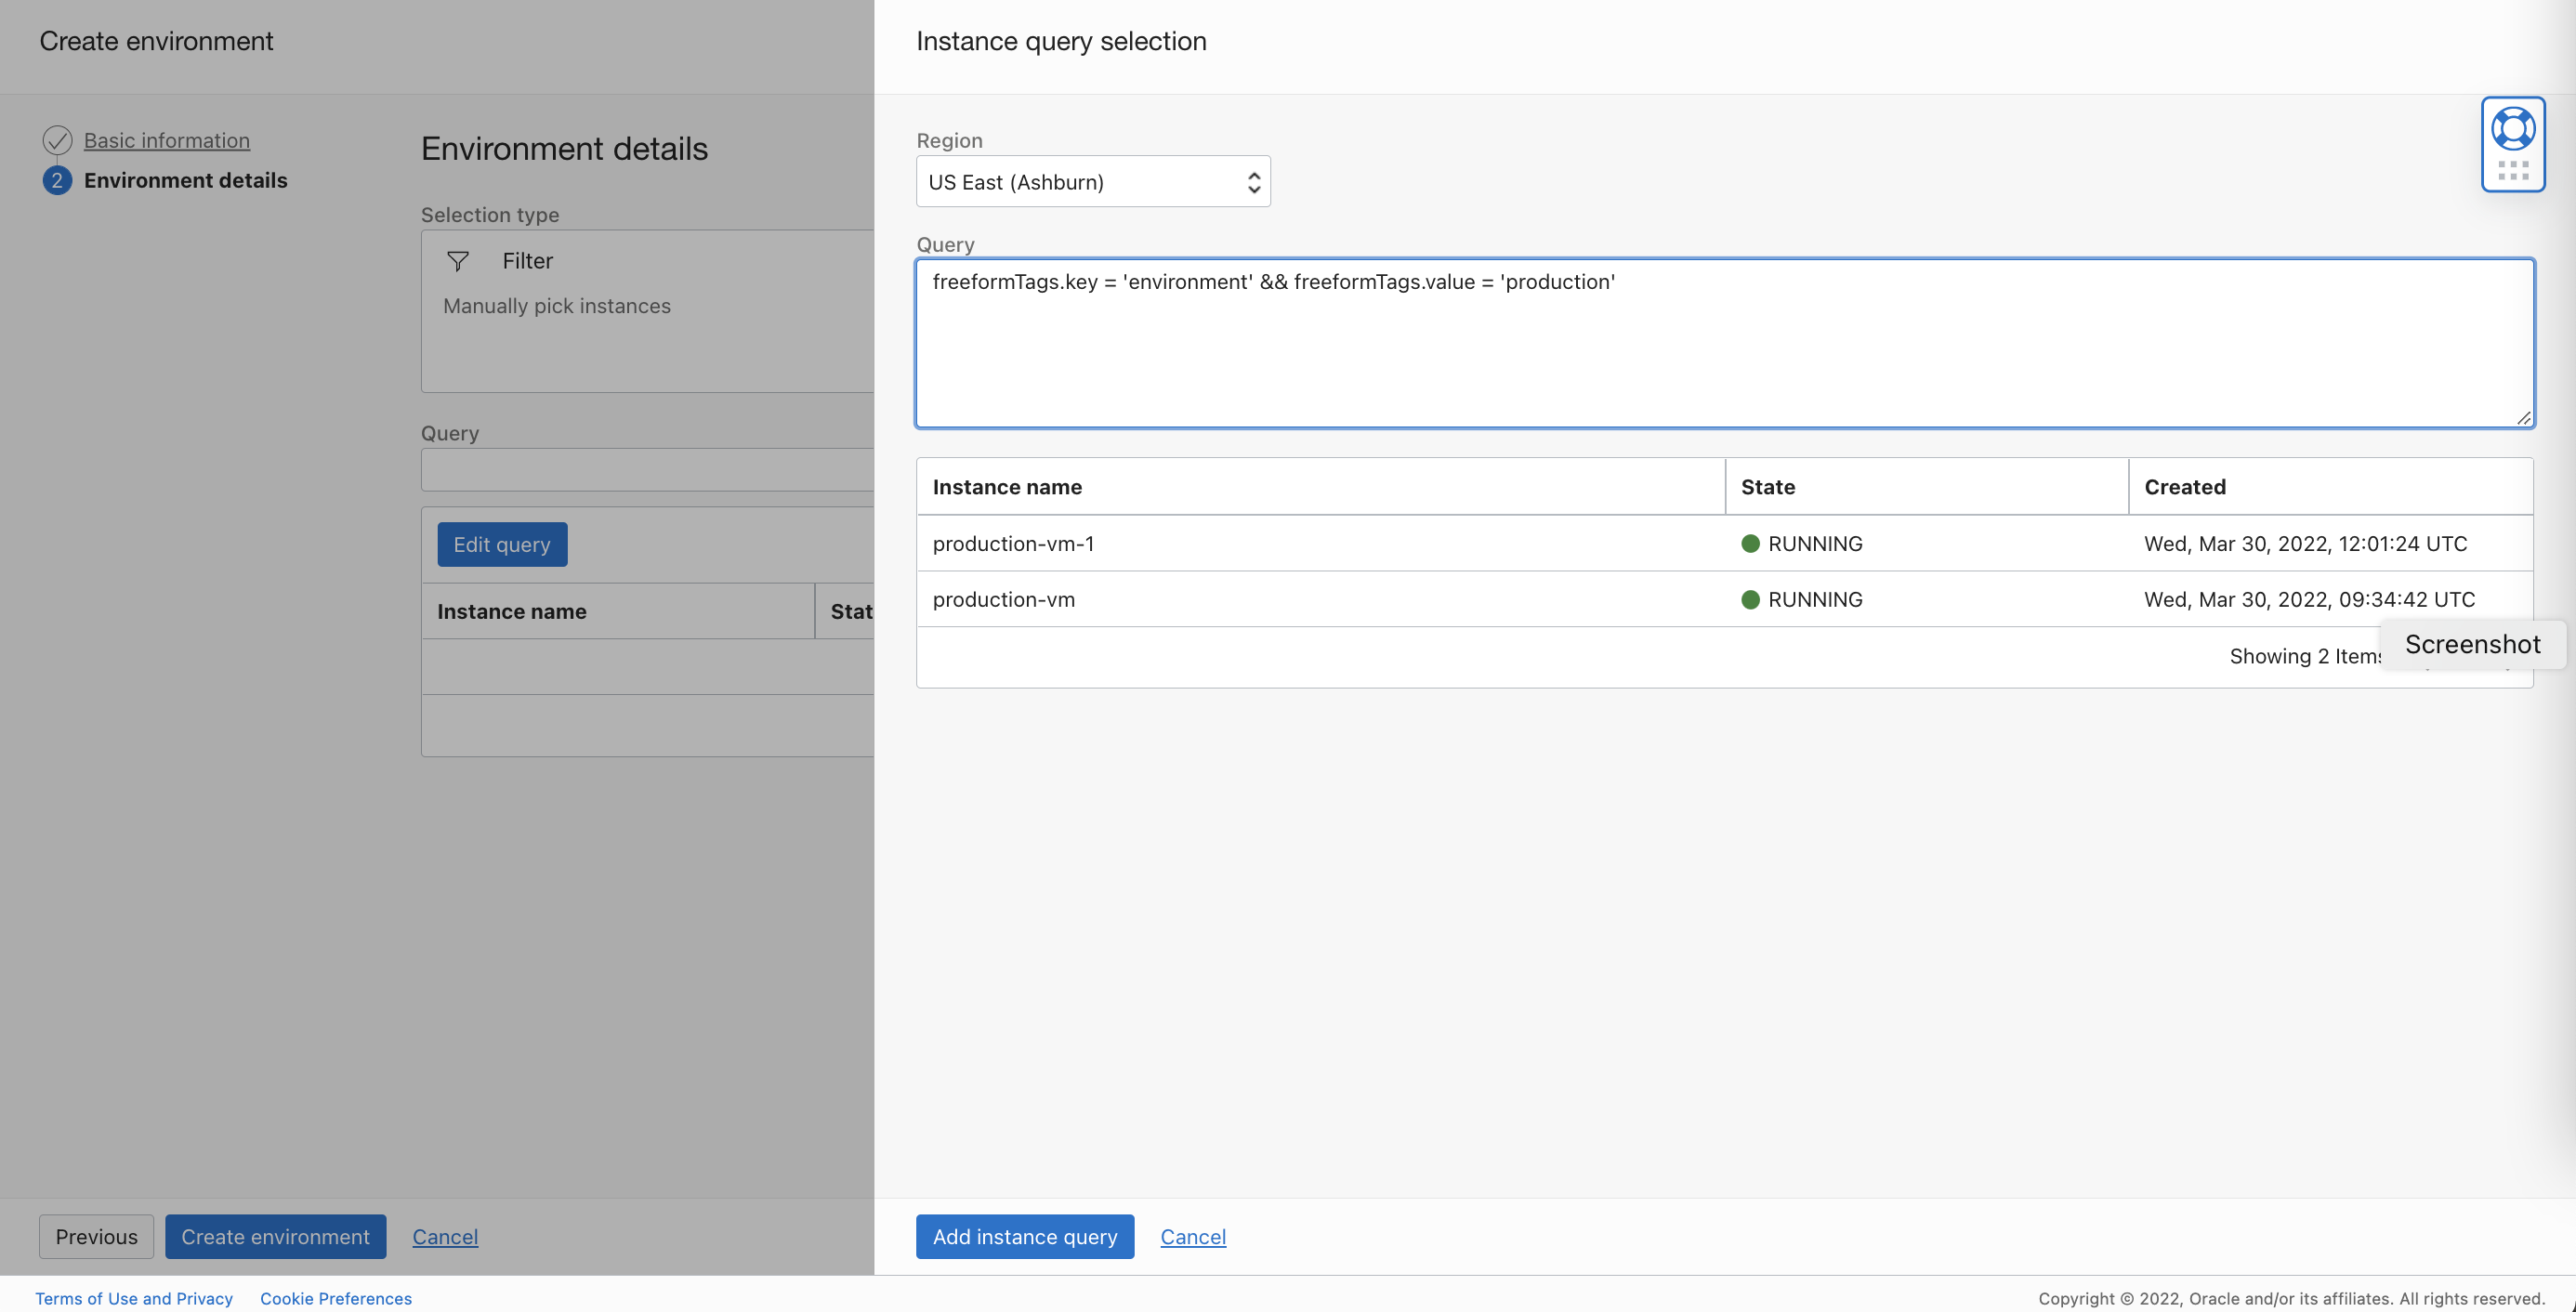 Create environment
Basic information
2 Environment details
Environment details
Selection type
Filter
Manually pick instances
Query
Edit query
Instance name Stat
Previous Create environment Cancel
Instance query selection
Region
US East (Ashburn)
Query
freeformTags.key = 'environment' && freeformTags.value = 'production'
Instance name State Created
production-vm-1 RUNNING Wed, Mar 30, 2022, 12:01:24 UTC
production-vm RUNNING Wed, Mar 30, 2022, 09:34:42 UTC
Showing 2 Items
Screenshot
Add instance query Cancel
Terms of Use and Privacy Cookie Preferences
Copyright © 2022, Oracle and/or its affiliates. All rights reserved.